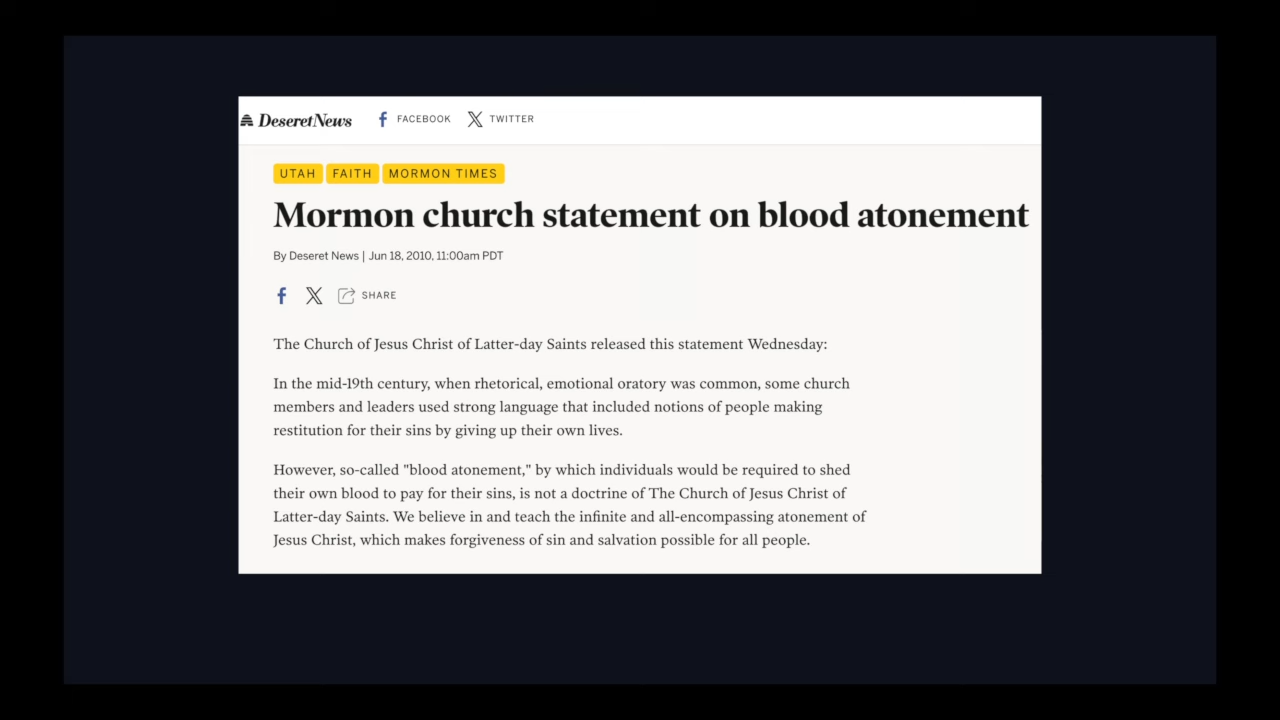 Deseret News FACEBOOK TWITTER
UTAH FAITH MORMON TIMES
Mormon church statement on blood atonement
By Deseret News | Jun 18, 2010, 11:00am PDT
SHARE
The Church of Jesus Christ of Latter-day Saints released this statement Wednesday:
In the mid-19th century, when rhetorical, emotional oratory was common, some church
members and leaders used strong language that included notions of people making
restitution for their sins by giving up their own lives.
However, so-called "blood atonement," by which individuals would be required to shed
their own blood to pay for their sins, is not a doctrine of The Church of Jesus Christ of
Latter-day Saints. We believe in and teach the infinite and all-encompassing atonement of
Jesus Christ, which makes forgiveness of sin and salvation possible for all people.